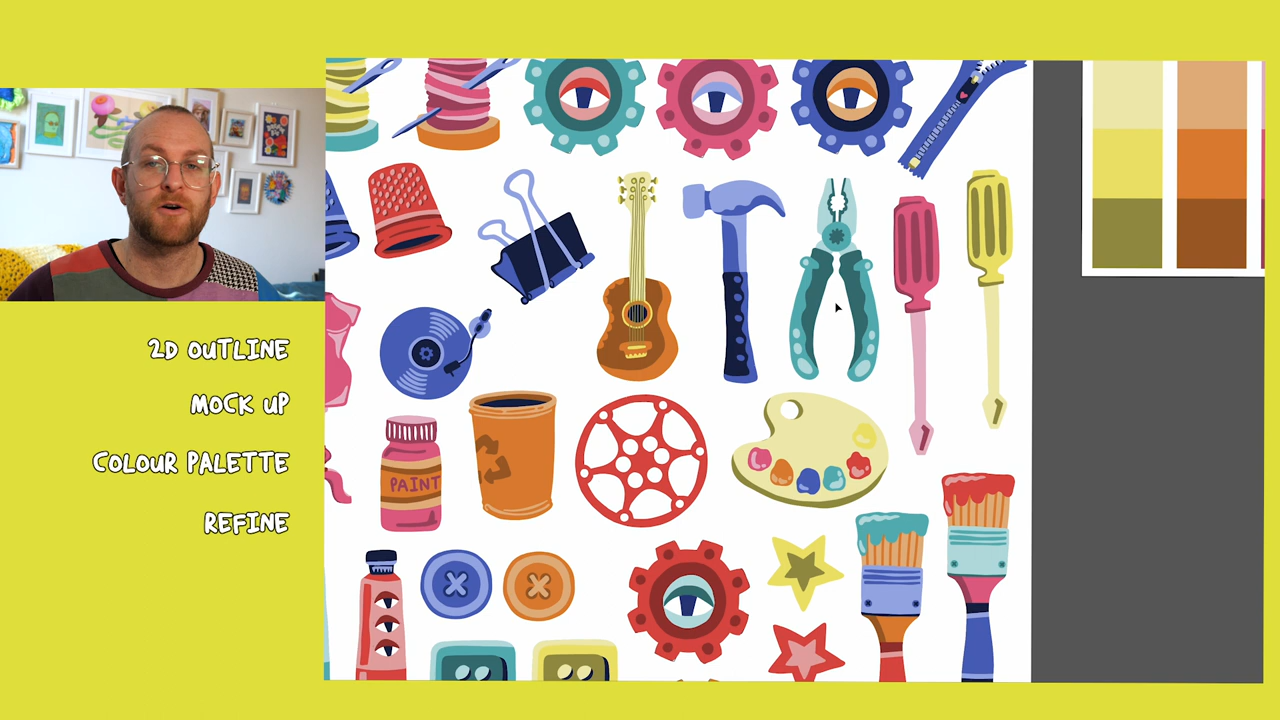 2D OUTLINE
MOCK UP
COLOUR PALETTE
REFINE
PAINT